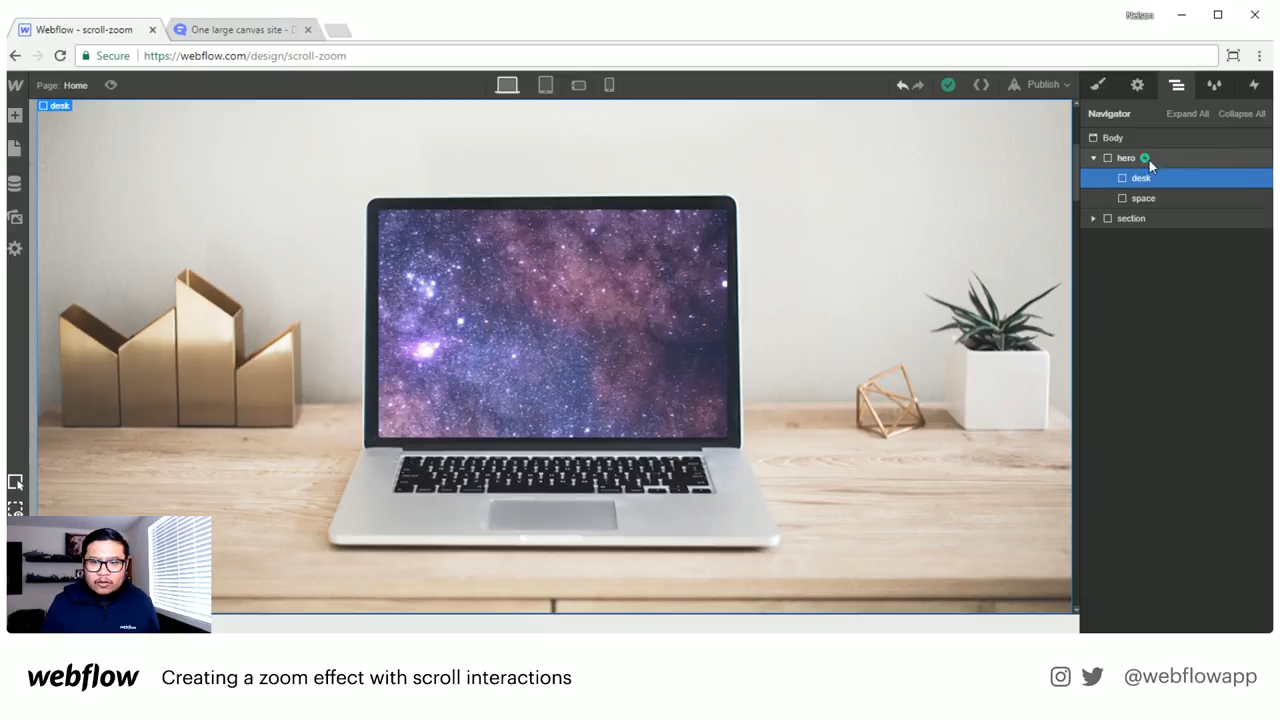 Nelson
Webflow - scroll-zoom
One large canvas site - D
Secure https://webflow.com/design/scroll-zoom
Page: Home
Publish
desk
Navigator Expand All Collapse All
Body
hero
desk
space
section
webflow
webflow Creating a zoom effect with scroll interactions @webflowapp